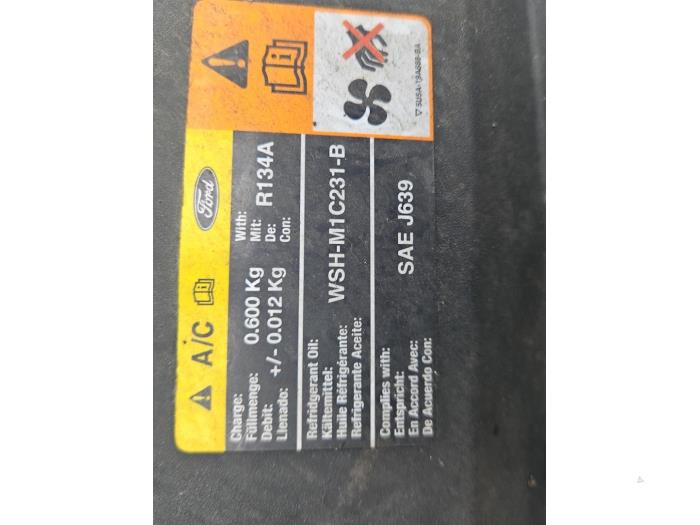 A/C Ford
Charge:
Füllmenge:
Debit:
Llenado:
0.600 Kg
+/- 0.012 Kg
With:
Mit:
De:
Con:
R134A
Refridgerant Oil:
Kältemittel:
Huile Réfrigérante:
Refrigerante Aceite:
WSH-M1C231-B
Complies with:
Entspricht:
En Accord Avec:
De Acuerdo Con:
SAE J639